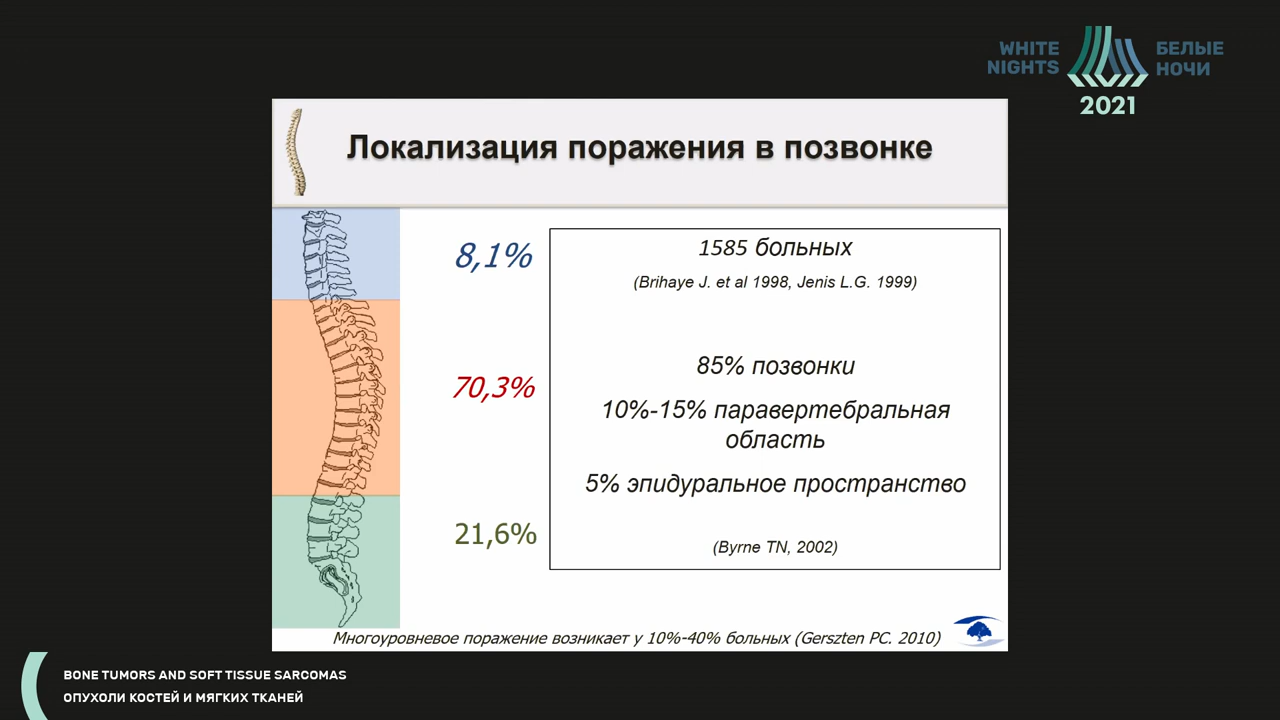 WHITE NIGHTS
БЕЛЫЕ НОЧИ
2021
Локализация поражения в позвонке
8,1%
70,3%
21,6%
1585 больных
(Brihaye J. et al 1998, Jenis L.G. 1999)
85% позвонки
10%-15% паравертебральная
область
5% эпидуральное пространство
(Byrne TN, 2002)
Многоуровневое поражение возникает у 10%-40% больных (Gerszten PC. 2010)
BONE TUMORS AND SOFT TISSUE SARCOMAS
ОПУХОЛИ КОСТЕЙ И МЯГКИХ ТКАНЕЙ